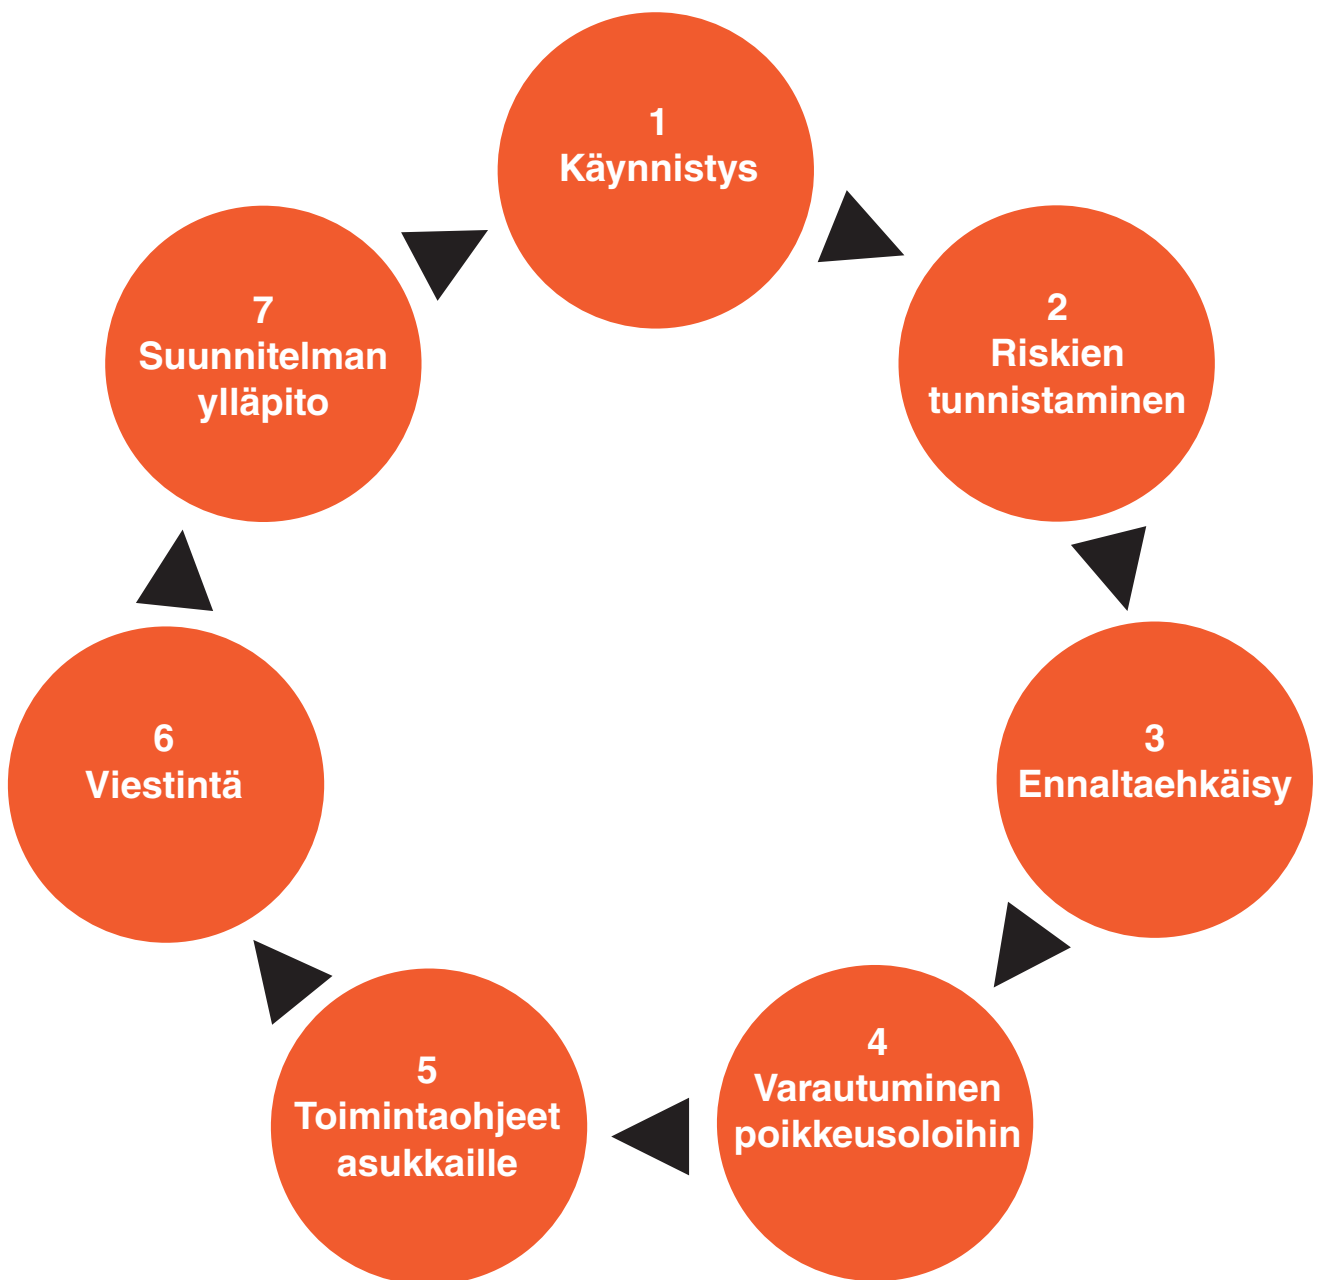 1
Käynnistys
2
Riskien
tunnistaminen
3
Ennaltaehkäisy
4
Varautuminen
poikkeusoloihin
5
Toimintaohjeet
asukkaille
6
Viestintä
7
Suunnitelman
ylläpito